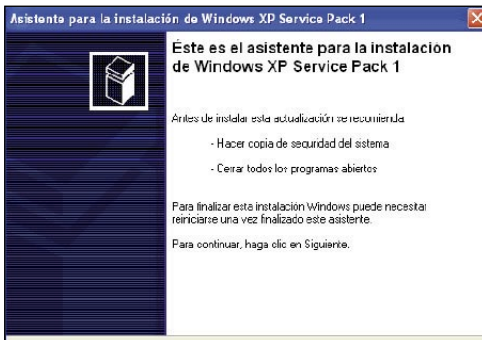 Asistente para la instalación de Windows XP Service Pack 1
Éste es el asistente para la instalación
de Windows XP Service Pack 1
Antes de instalar esta actualización se recomienda
- Hacer copia de seguridad del sistema
- Cerrar todos los programas abiertos
Para finalizar esta instalación Windows puede necesitar
reiniciarse una vez finalizado este asistente.
Para continuar, haga clic en Siguiente.